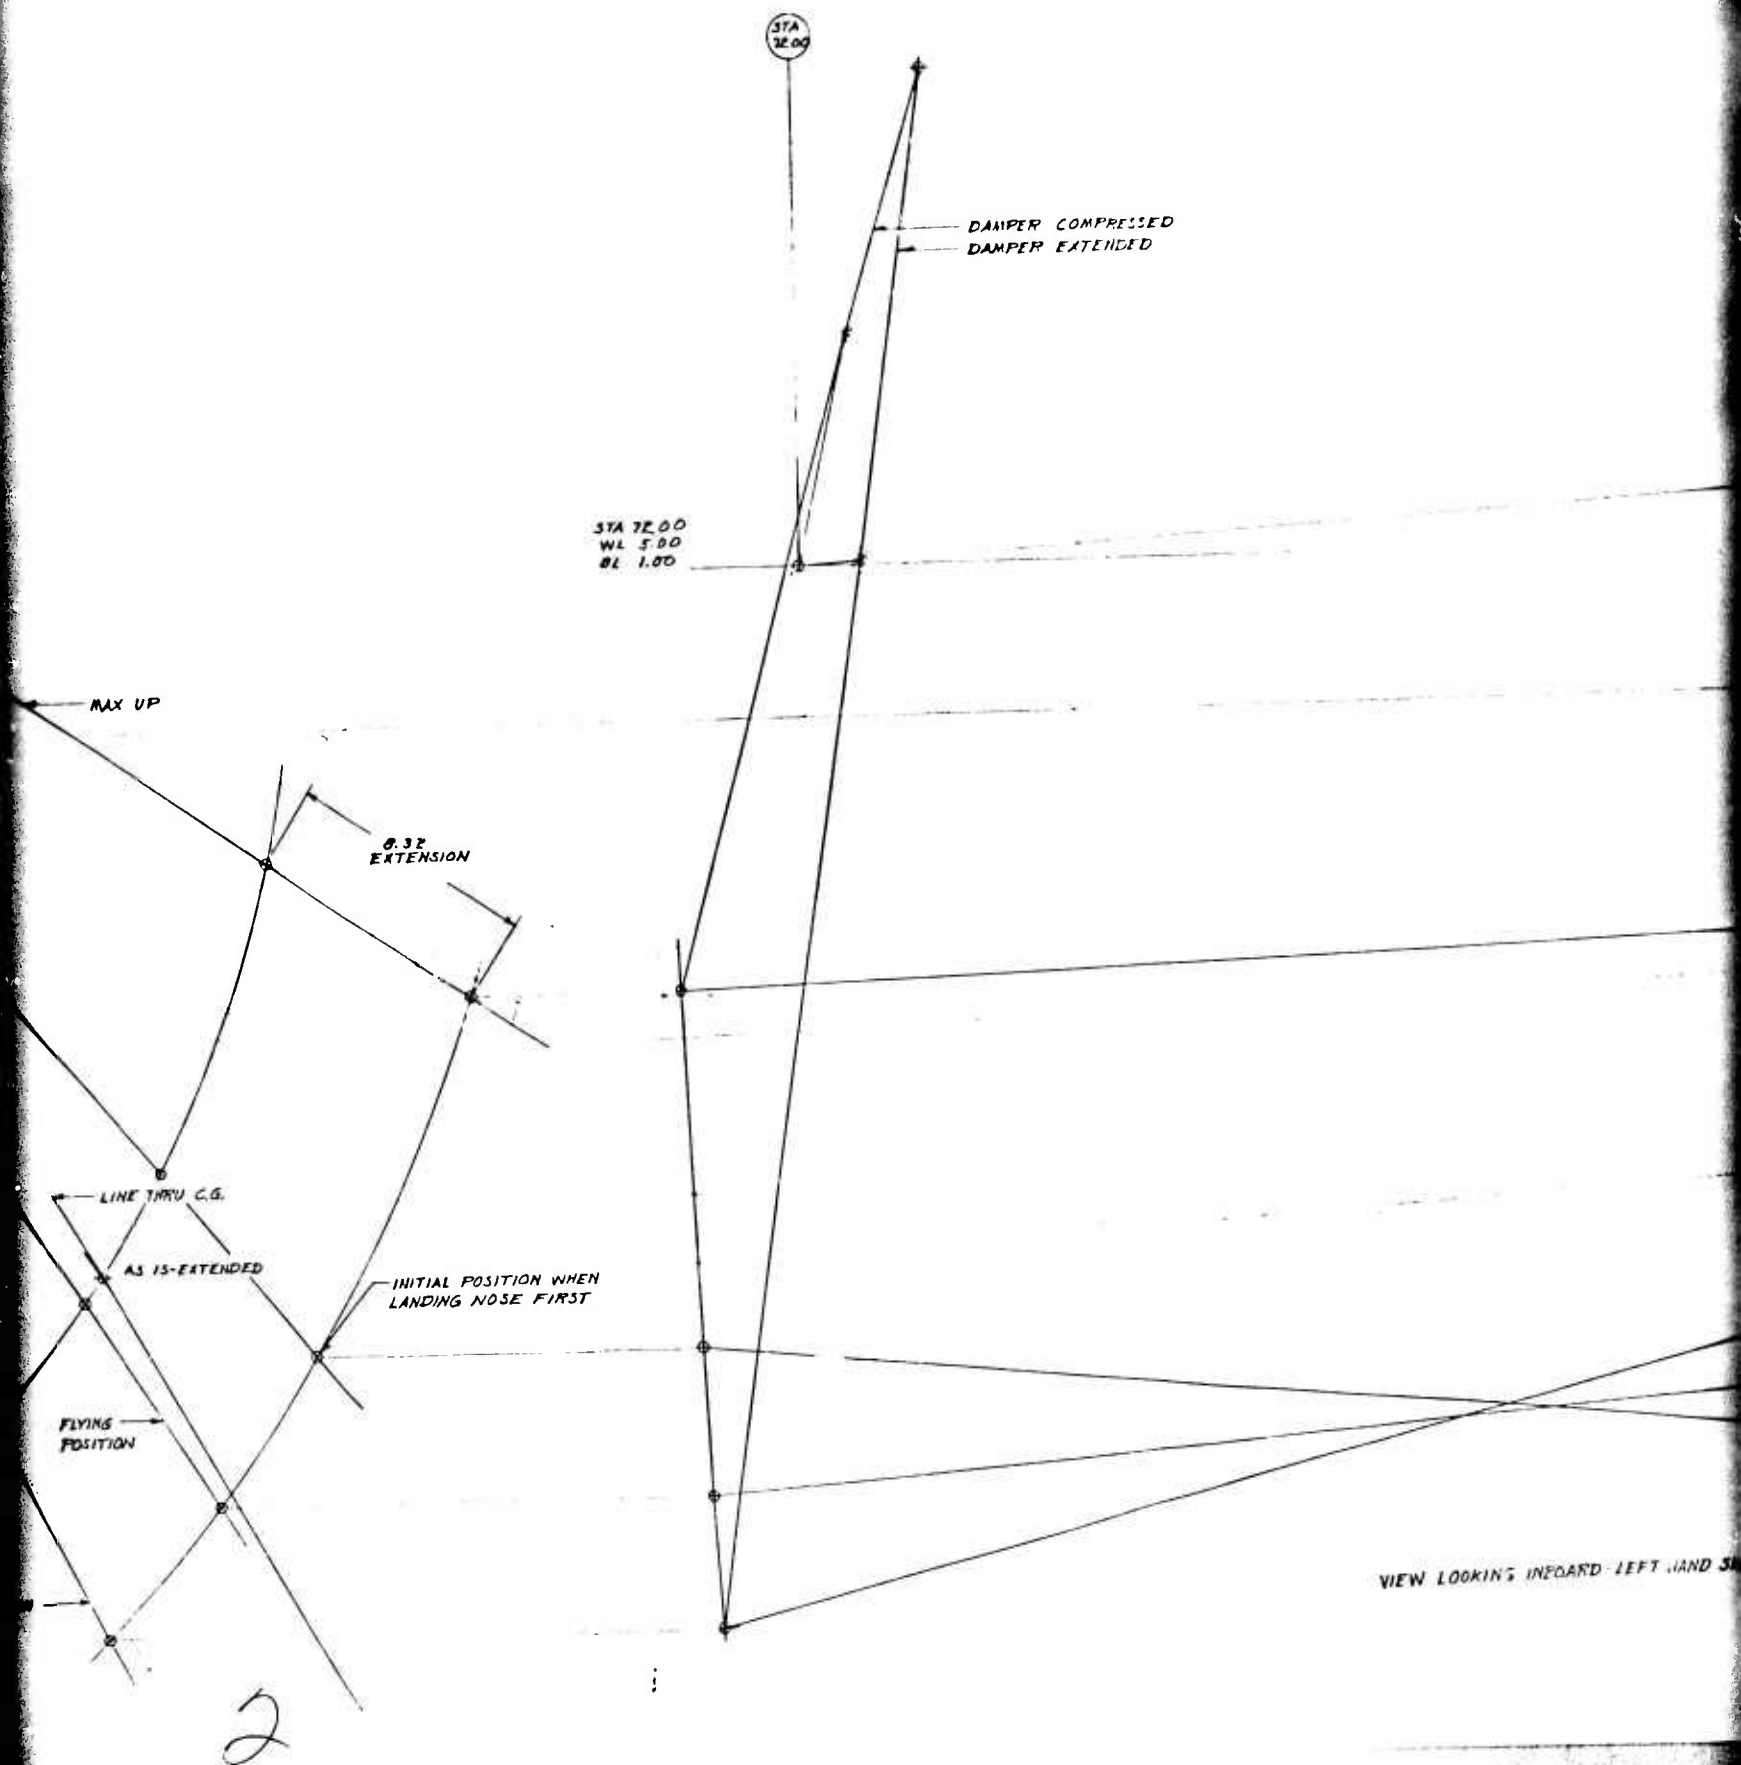 STA
72.00
DAMPER COMPRESSED
DAMPER EXTENDED
STA 72.00
WL 5.00
BL 1.00
MAX UP
8.32
EXTENSION
LINE THRU C.G.
AS IS-EXTENDED
INITIAL POSITION WHEN
LANDING NOSE FIRST
FLYING
POSITION
VIEW LOOKING INBOARD-LEFT HAND
2